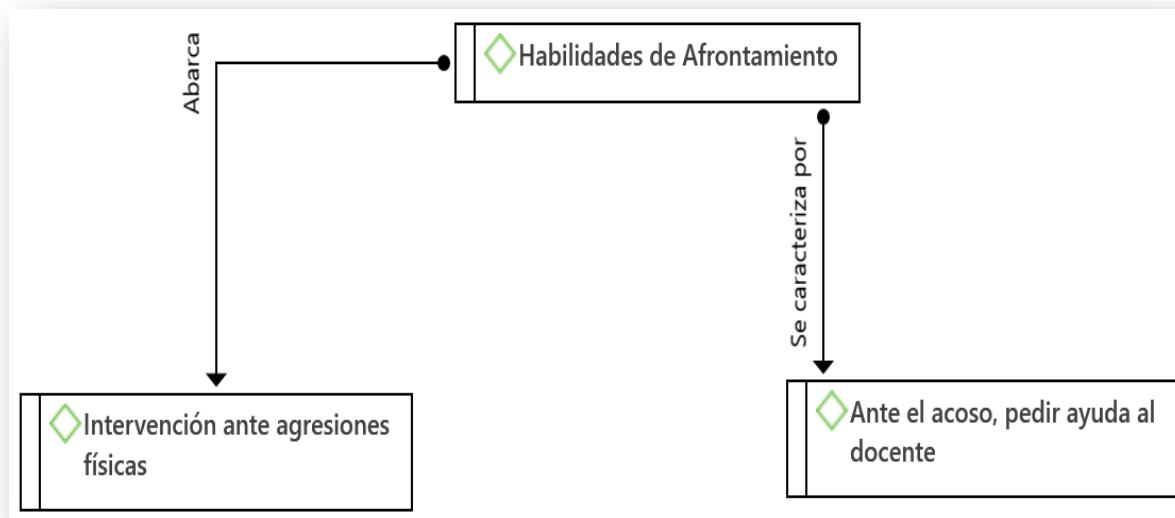 Habilidades de Afrontamiento
Abarca
Se caracteriza por
Intervención ante agresiones
físicas
Ante el acoso, pedir ayuda al
docente